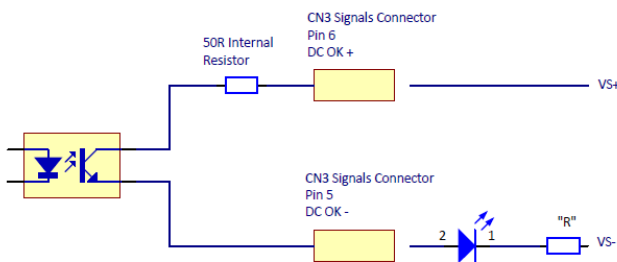 CN3 Signals Connector
Pin 6
DC OK +
50R Internal
Resistor
VS+
CN3 Signals Connector
Pin 5
DC OK -
2
1
"R"
VS-